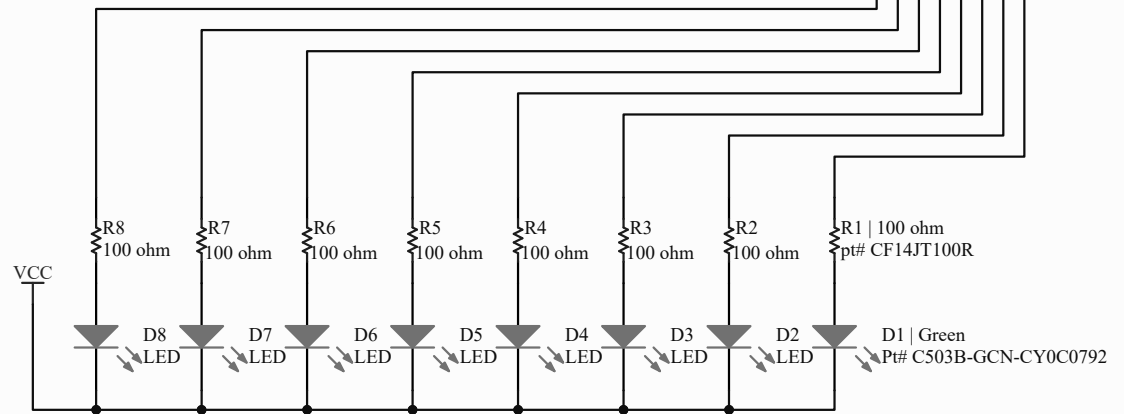 R8
100 ohm
R7
100 ohm
R6
100 ohm
R5
100 ohm
R4
100 ohm
R3
100 ohm
R2
100 ohm
R1 | 100 ohm
pt# CF14JT100R
VCC
D8
LED
D7
LED
D6
LED
D5
LED
D4
LED
D3
LED
D2
LED
D1 | Green
Pt# C503B-GCN-CY0C0792